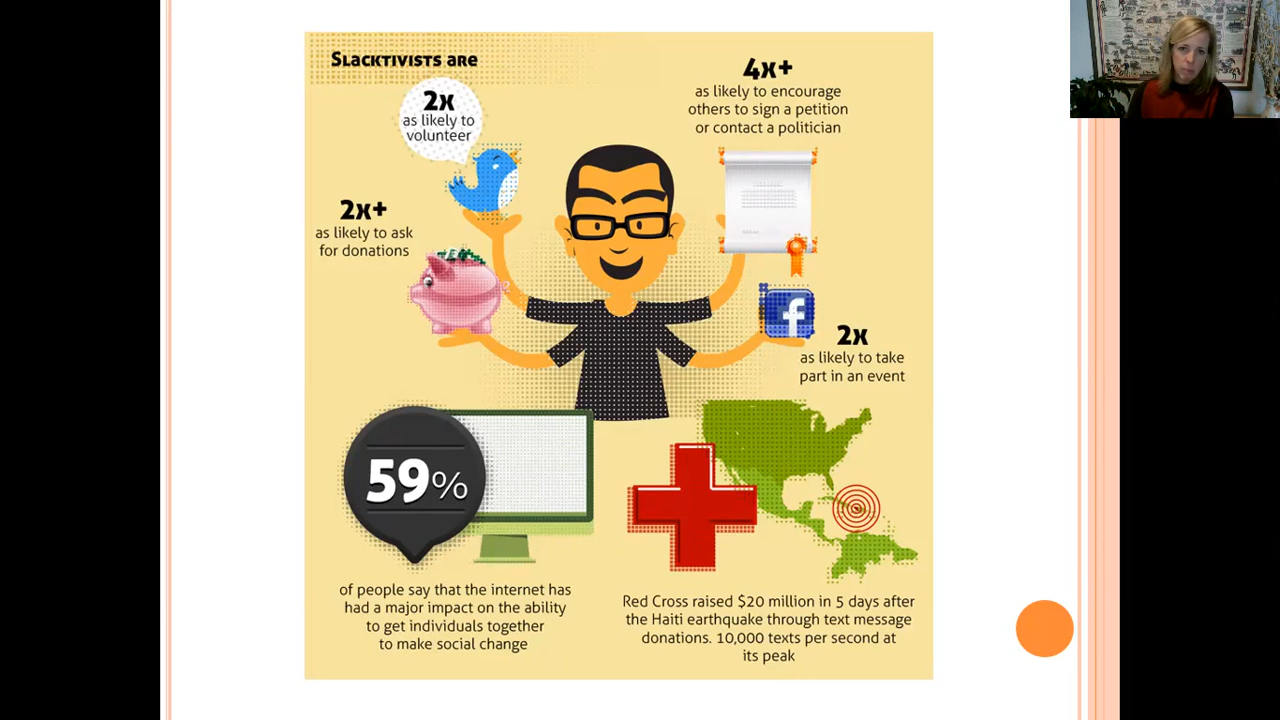 Slacktivists are
2x
as likely to
volunteer
4x+
as likely to encourage
others to sign a petition
or contact a politician
2x+
as likely to ask
for donations
f
2x
as likely to take
part in an event
59%
of people say that the internet has
had a major impact on the ability
to get individuals together
to make social change
Red Cross raised $20 million in 5 days after
the Haiti earthquake through text message
donations. 10,000 texts per second at
its peak